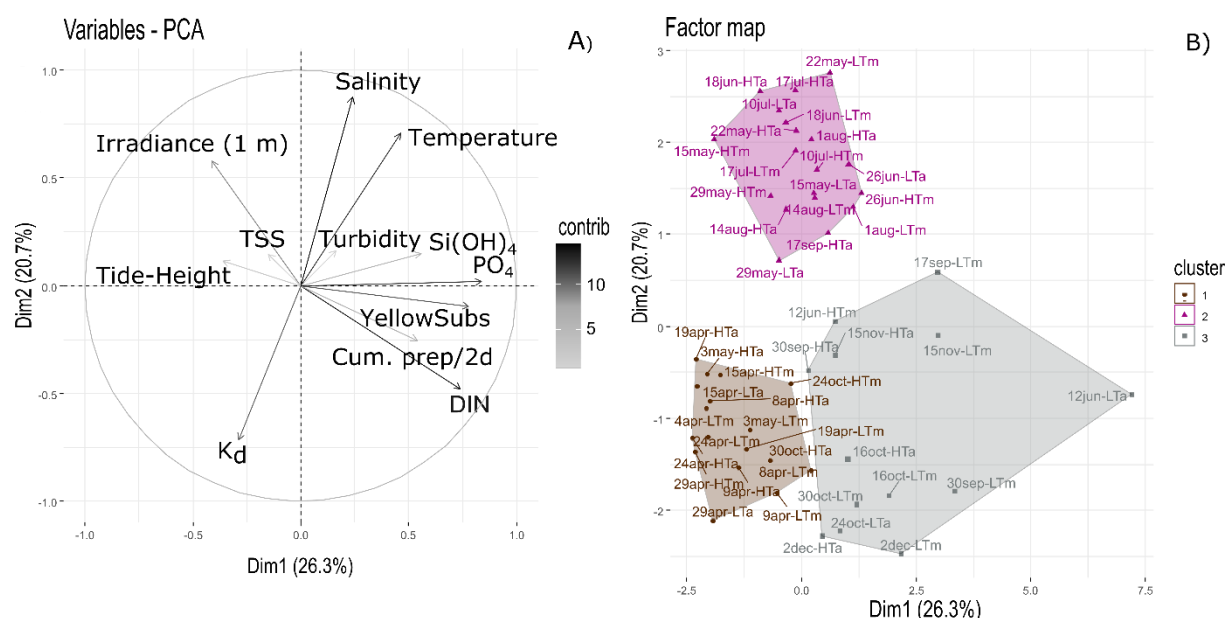 Variables - PCA
A)
1.0
0.5
0.0
-0.5
-1.0
Dim2 (20.7%)
Salinity
Temperature
Irradiance (1 m)
TSS
Turbidity
Si(OH)4
PO4
Tide-Height
YellowSubs
Cum. prep/2d
DIN
Kd
-1.0 -0.5 0.0 0.5 1.0
Dim1 (26.3%)
contrib
10
5
Factor map
B)
3
2
1
0
-1
-2
Dim2 (20.7%)
22may-LTm
18jun-HTa 17jul-HTa
10jul-LTa
18jun-LTm
22may-HTa 1aug-HTa
15may-HTm
10jul-HTm
17jul-LTm 26jun-LTa
15may-LTa
29may-HTm 26jun-HTm
14aug-LTm
14aug-HTa 1aug-LTm
17sep-HTa
29may-LTa
17sep-LTm
12jun-HTm
19apr-HTa 30sep-HTa 15nov-HTa
3may-HTa 15nov-LTm
15apr-HTm
24oct-HTm
15apr-LTa
8apr-HTa
12jun-LTa
4apr-LTm 3may-LTm
19apr-LTm
24apr-LTm
30oct-HTa 16oct-HTa
24apr-HTa 8apr-LTm
16oct-LTm
29apr-HTm 9apr-HTa 30sep-LTm
30oct-LTm
29apr-LTa 9apr-LTm
24oct-LTa
2dec-HTa 2dec-LTm
-2.5 0.0 2.5 5.0 7.5
Dim1 (26.3%)
cluster
1
2
3